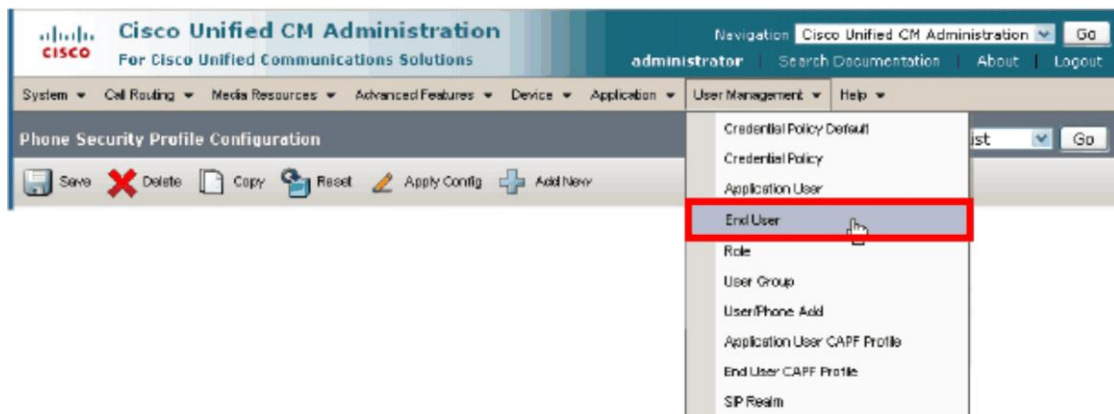 Cisco Unified CM Administration
For Cisco Unified Communications Solutions
CISCO
Navigation Cisco Unified CM Administration Go
administrator | Search Documentation | About | Logout
System Call Routing Media Resources Advanced Features Device Application User Management Help
Phone Security Profile Configuration
ist Go
Save Delete Copy Reset Apply Config Add New
Credential Policy Default
Credential Policy
Application User
End User
Role
User Group
User/Phone Add
Application User CAPF Profile
End User CAPF Profile
SIP Realm